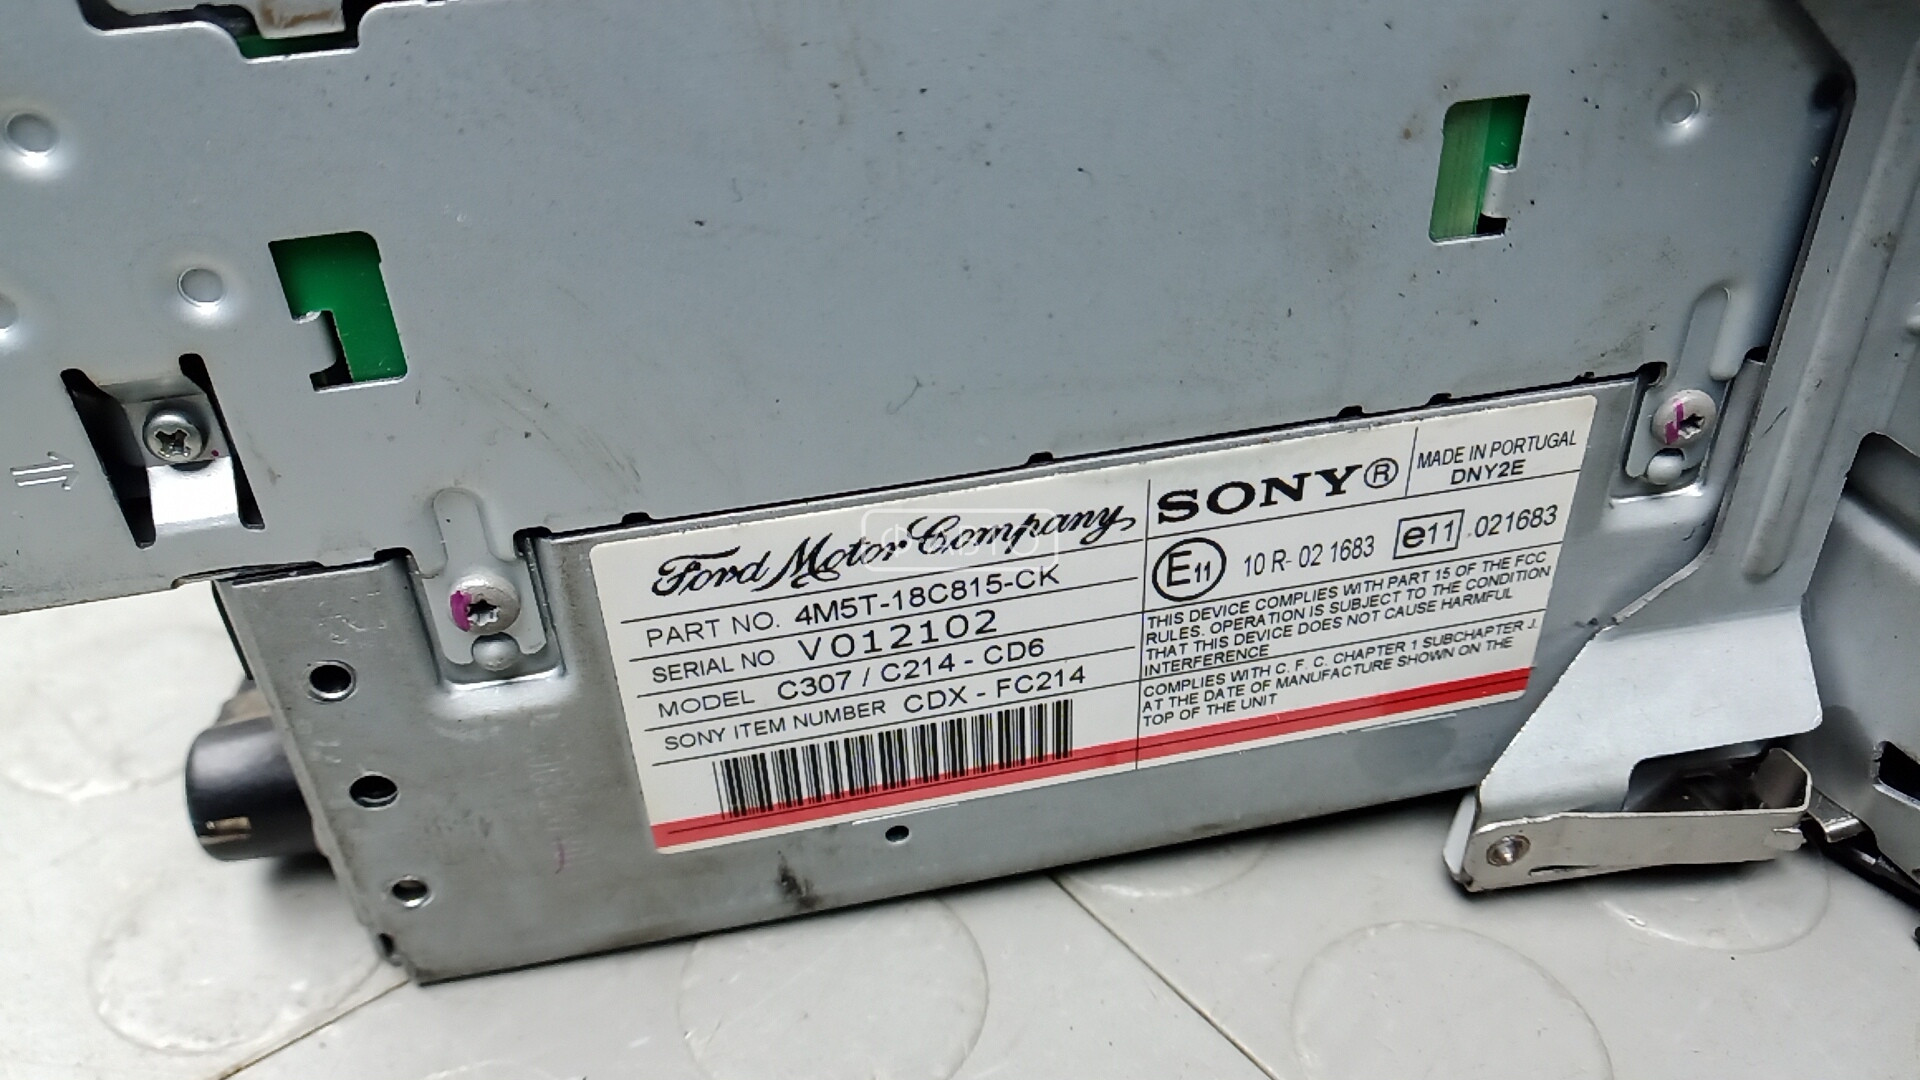 Ford Motor Company
PART NO. 4M5T-18C815-CK
SERIAL NO V012102
MODEL C307 / C214 - CD6
SONY ITEM NUMBER CDX - FC214
SONY®
MADE IN PORTUGAL
DNY2E
E11 10 R- 02 1683 e11 .021683
THIS DEVICE COMPLIES WITH PART 15 OF THE FCC
RULES. OPERATION IS SUBJECT TO THE CONDITION
THAT THIS DEVICE DOES NOT CAUSE HARMFUL
INTERFERENCE
COMPLIES WITH C. F. C. CHAPTER 1 SUBCHAPTER J.
AT THE DATE OF MANUFACTURE SHOWN ON THE
TOP OF THE UNIT